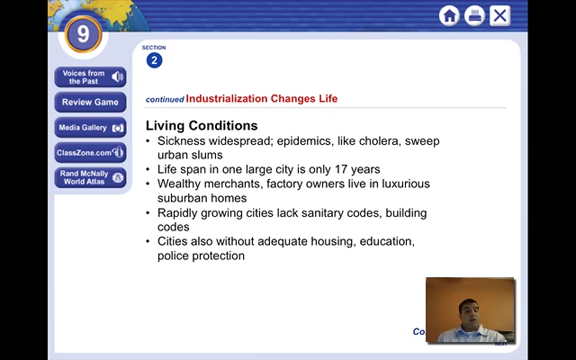 9
SECTION
2
Voices from
the Past
Review Game
Media Gallery
ClassZone.com
Rand McNally
World Atlas
continued Industrialization Changes Life
Living Conditions
• Sickness widespread; epidemics, like cholera, sweep
urban slums
• Life span in one large city is only 17 years
• Wealthy merchants, factory owners live in luxurious
suburban homes
• Rapidly growing cities lack sanitary codes, building
codes
• Cities also without adequate housing, education,
police protection